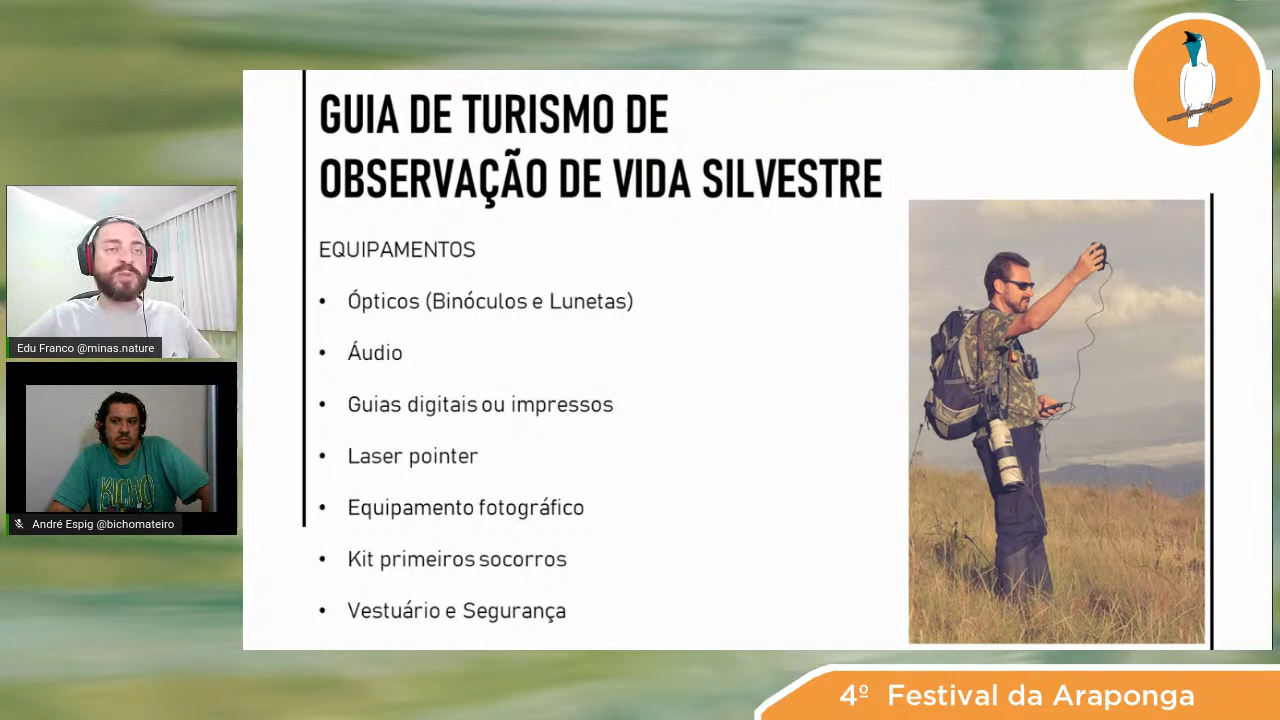 GUIA DE TURISMO DE
OBSERVAÇÃO DE VIDA SILVESTRE
EQUIPAMENTOS
• Ópticos (Binóculos e Lunetas)
• Áudio
• Guias digitais ou impressos
• Laser pointer
• Equipamento fotográfico
• Kit primeiros socorros
• Vestuário e Segurança
Edu Franco @minas.nature
BICHO
André Espig @bichomateiro
4º Festival da Araponga